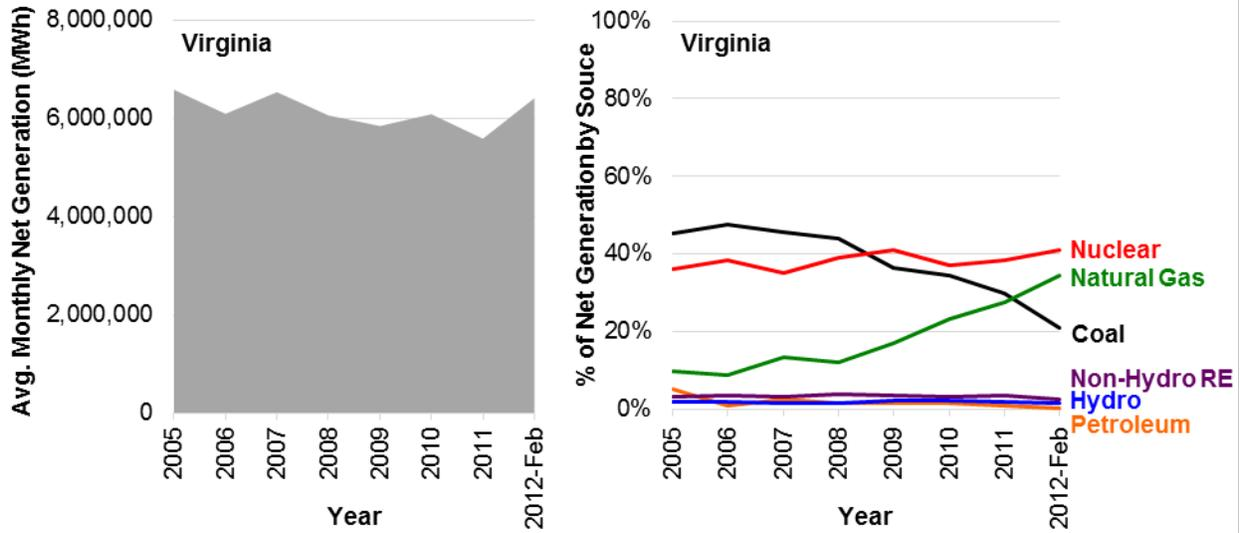 Avg. Monthly Net Generation (MWh)
8,000,000
6,000,000
4,000,000
2,000,000
0
Virginia
2005
2006
2007
2008
2009
2010
2011
2012-Feb
Year
% of Net Generation by Souce
100%
80%
60%
40%
20%
0%
Virginia
Nuclear
Natural Gas
Coal
Non-Hydro RE
Hydro
Petroleum
2005
2006
2007
2008
2009
2010
2011
2012-Feb
Year